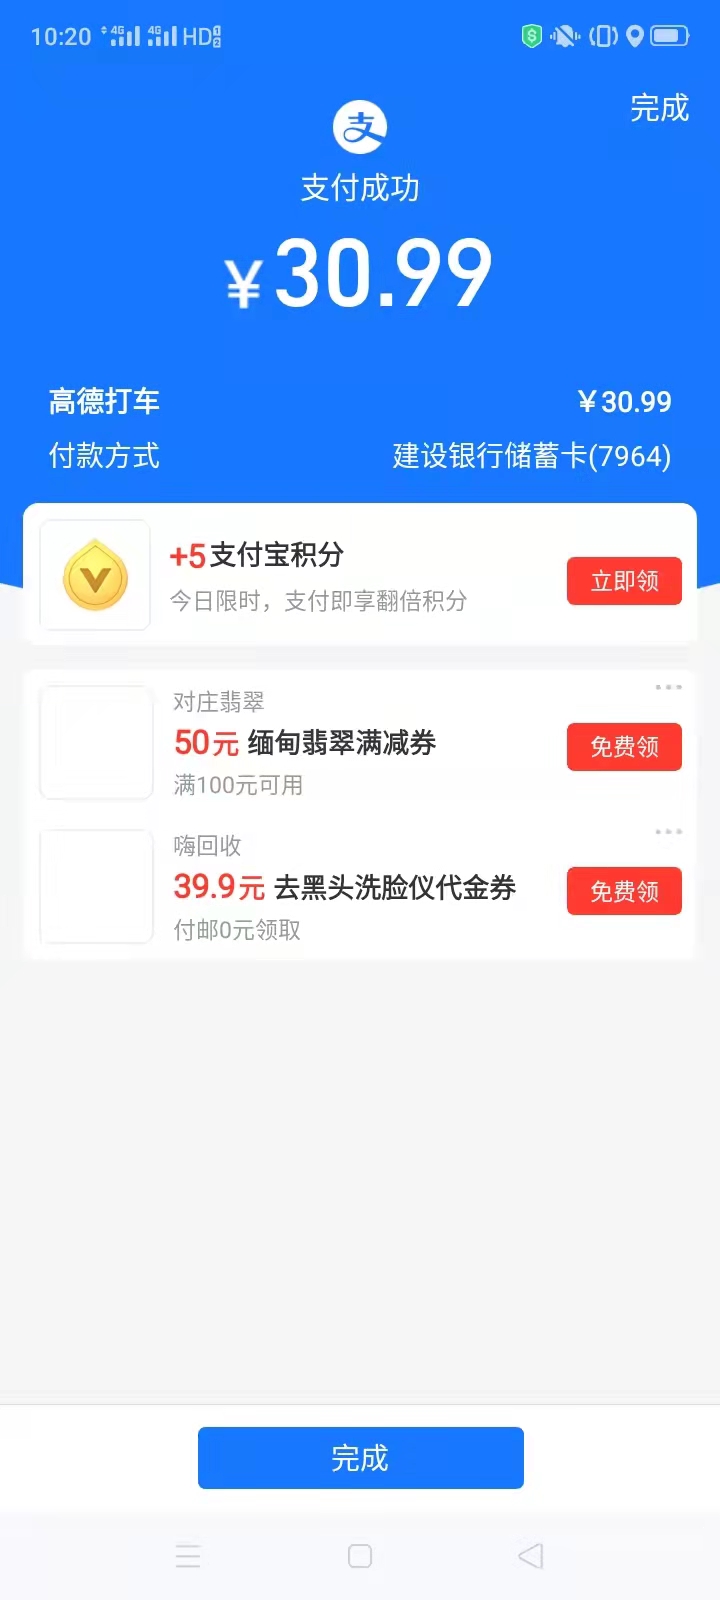 10:20 4G 4G HD 1 2
完成
支
支付成功
¥30.99
高德打车 ¥30.99
付款方式 建设银行储蓄卡(7964)
+5支付宝积分
今日限时，支付即享翻倍积分
立即领
对庄翡翠
50元 缅甸翡翠满减券
满100元可用
免费领
嗨回收
39.9元 去黑头洗脸仪代金券
付邮0元领取
免费领
完成